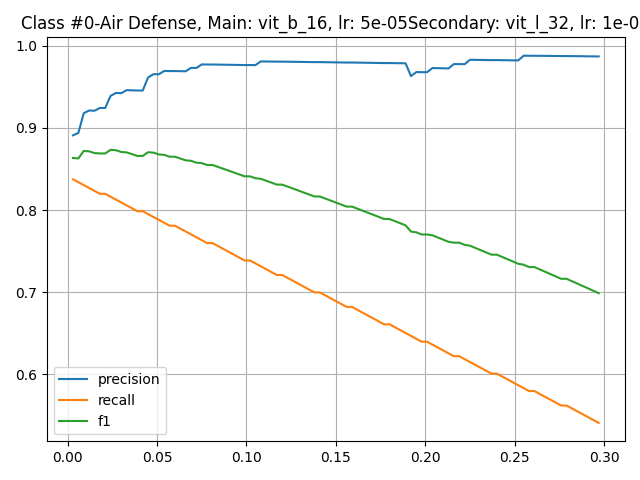 Class #0-Air Defense, Main: vit_b_16, lr: 5e-05Secondary: vit_l_32, lr: 1e-0
1.0
0.9
0.8
0.7
0.6
precision
recall
f1
0.00 0.05 0.10 0.15 0.20 0.25 0.30